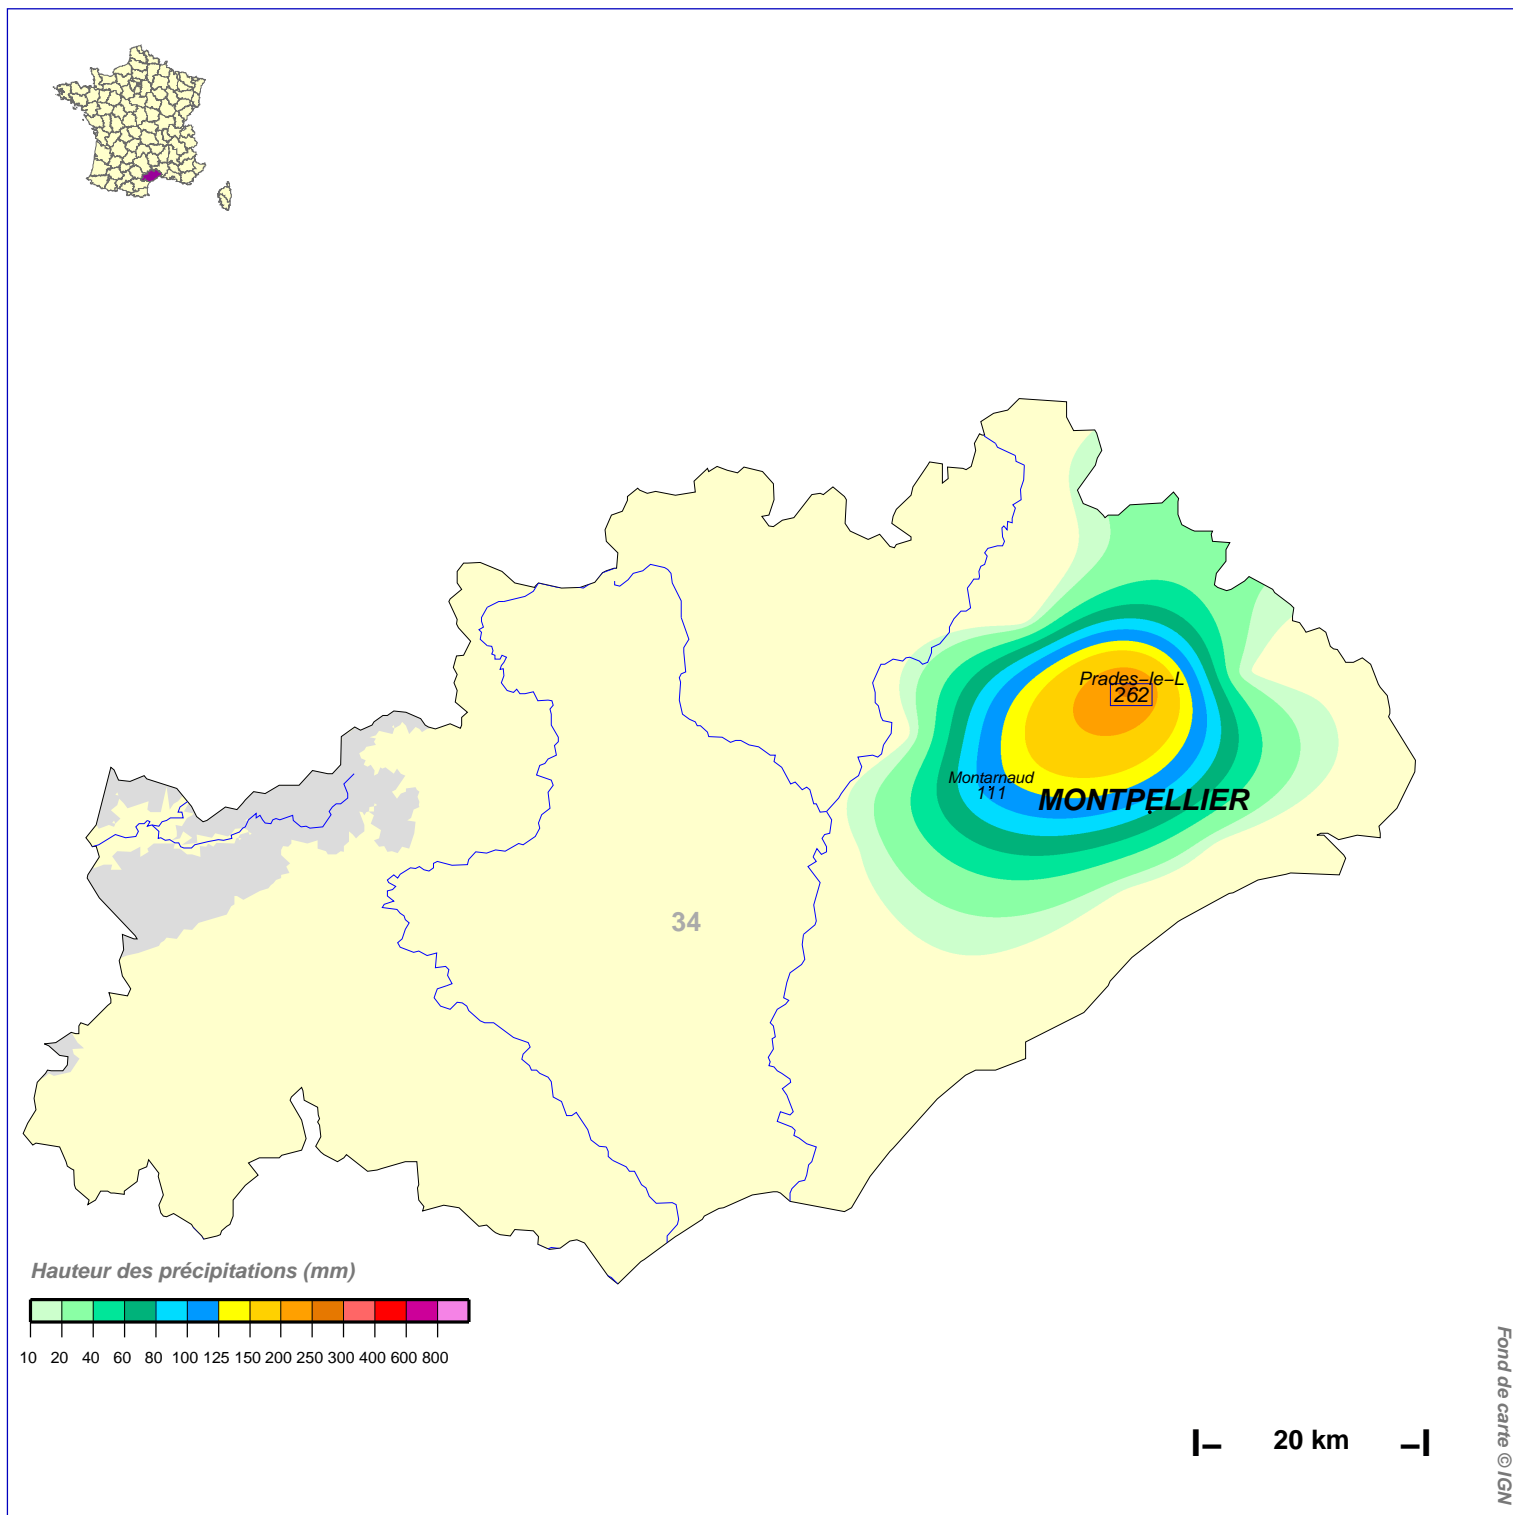 Prades-le-L
262
Montarnaud
111
MONTPELLIER
34
Hauteur des précipitations (mm)
10 20 40 60 80 100 125 150 200 250 300 400 600 800
20 km
Fond de carte © IGN